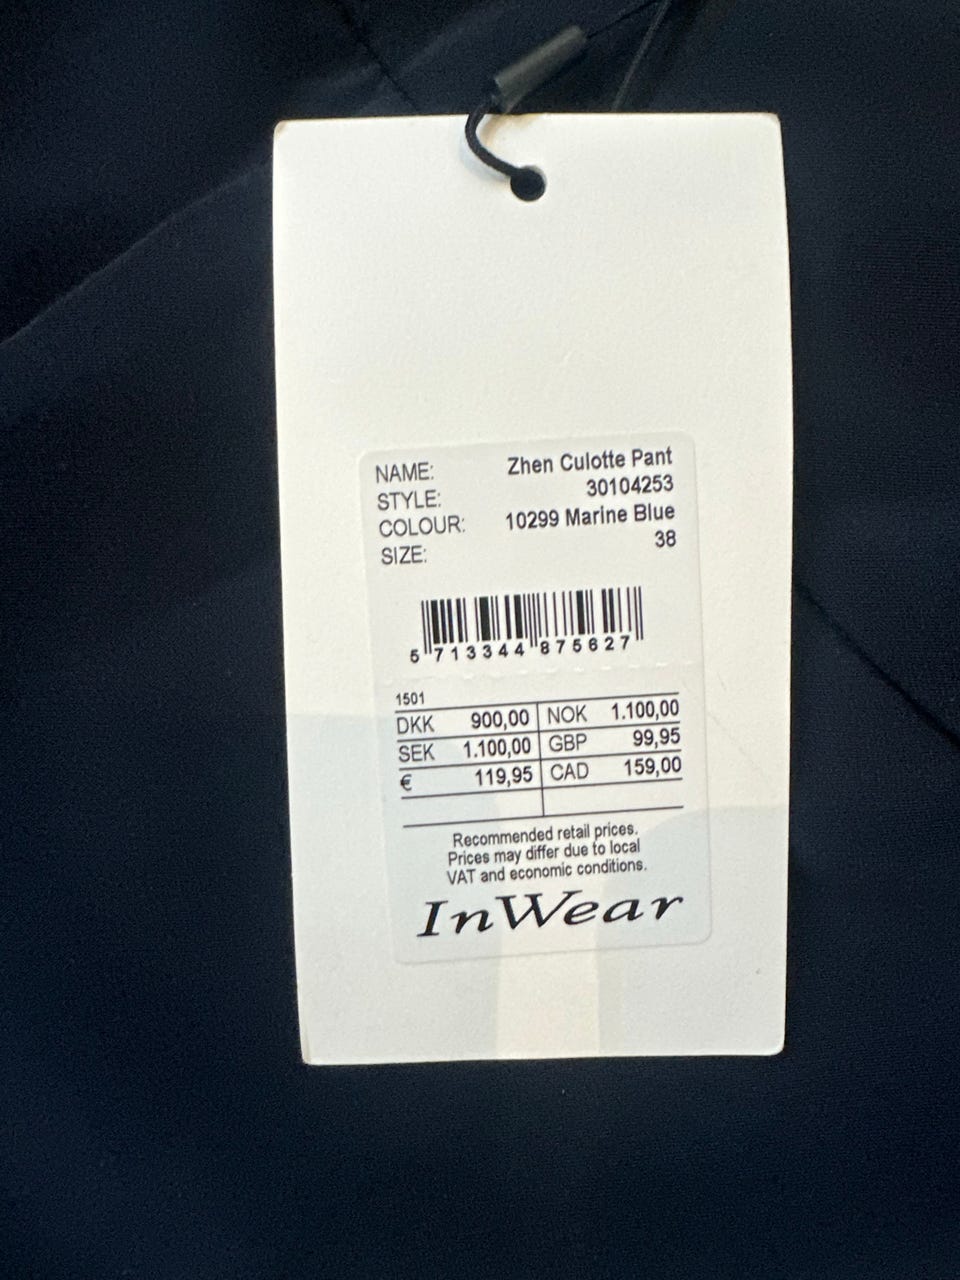 NAME: Zhen Culotte Pant
STYLE: 30104253
COLOUR: 10299 Marine Blue
SIZE: 38
5 713344 875627
1501
DKK 900,00 NOK 1.100,00
SEK 1.100,00 GBP 99,95
€ 119,95 CAD 159,00
Recommended retail prices.
Prices may differ due to local
VAT and economic conditions.
InWear